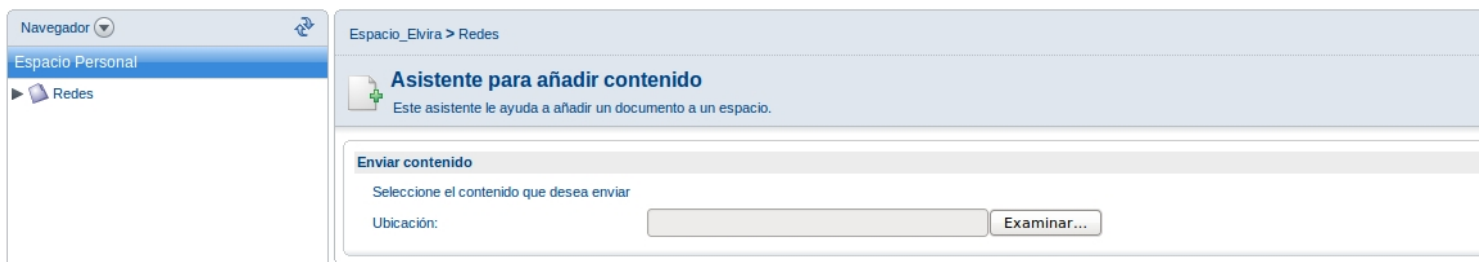 Navegador
Espacio Personal
Redes
Espacio_Elvira > Redes
Asistente para añadir contenido
Este asistente le ayuda a añadir un documento a un espacio.
Enviar contenido
Seleccione el contenido que desea enviar
Ubicación:
Examinar...